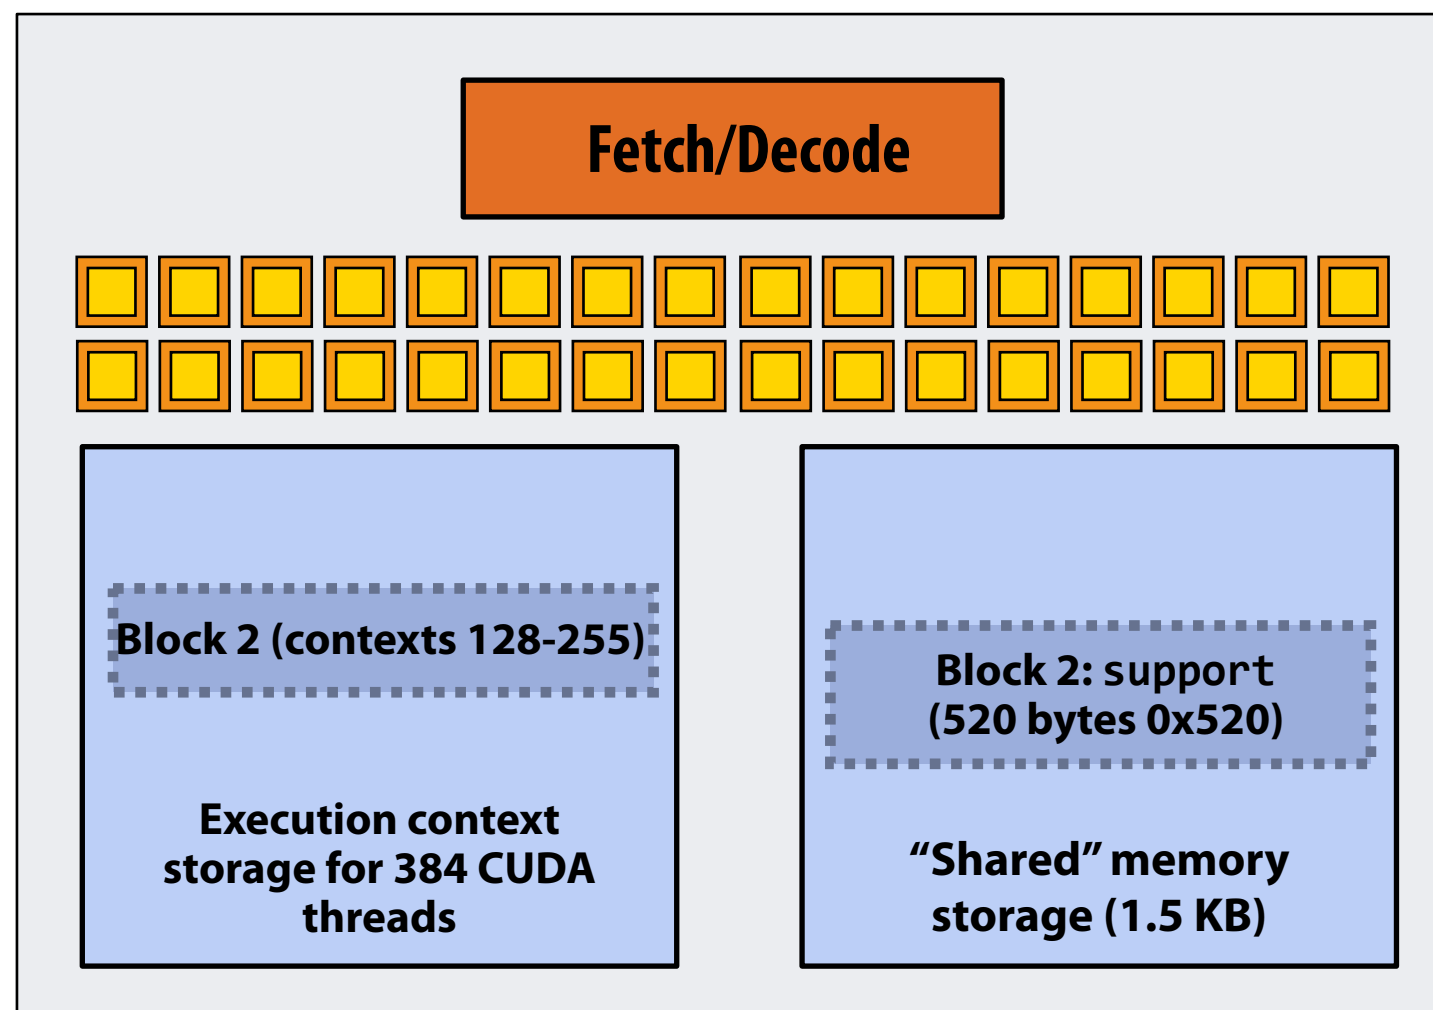 Fetch/Decode
Block 2 (contexts 128-255)
Execution context
storage for 384 CUDA
threads
Block 2: support
(520 bytes 0x520)
“Shared” memory
storage (1.5 KB)